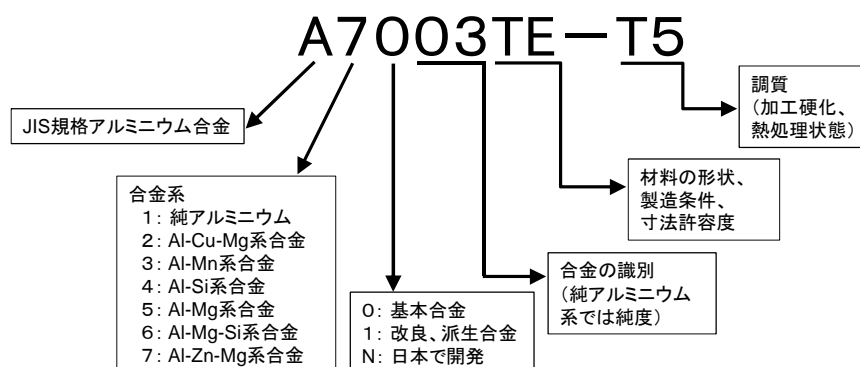 A7003TE－T5
JIS規格アルミニウム合金
合金系
１：純アルミニウム
２：Al-Cu-Mg系合金
３：Al-Mn系合金
４：Al-Si系合金
５：Al-Mg系合金
６：Al-Mg-Si系合金
７：Al-Zn-Mg系合金
０：基本合金
１：改良、派生合金
N：日本で開発
合金の識別
（純アルミニウム
系では純度）
材料の形状、
製造条件、
寸法許容度
調質
（加工硬化、
熱処理状態）